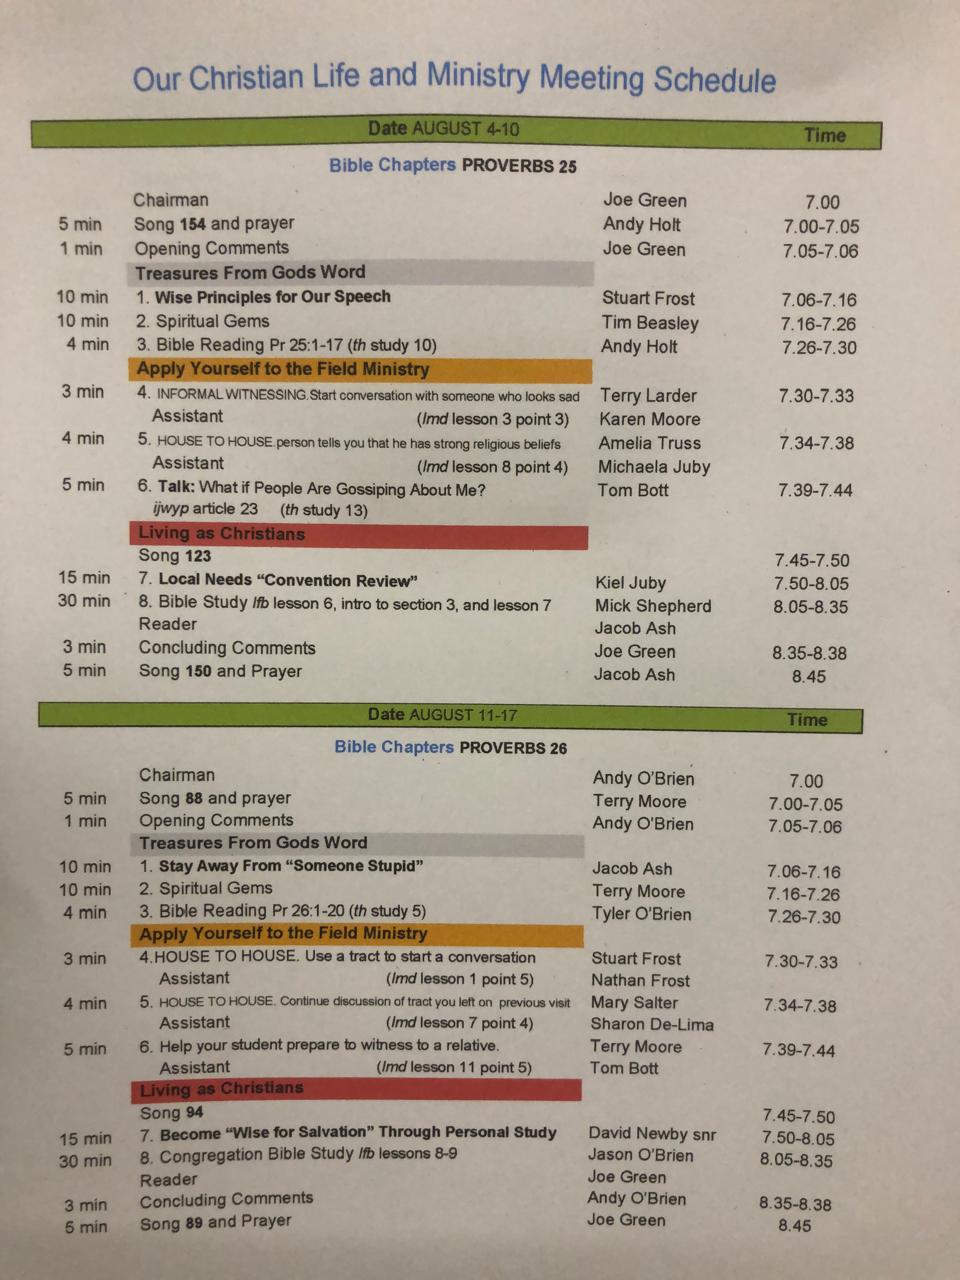 Our Christian Life and Ministry Meeting Schedule
Date AUGUST 4-10 Time
Bible Chapters PROVERBS 25
Chairman Joe Green 7.00
5 min Song 154 and prayer Andy Holt 7.00-7.05
1 min Opening Comments Joe Green 7.05-7.06
Treasures From Gods Word
10 min 1. Wise Principles for Our Speech Stuart Frost 7.06-7.16
10 min 2. Spiritual Gems Tim Beasley 7.16-7.26
4 min 3. Bible Reading Pr 25:1-17 (th study 10) Andy Holt 7.26-7.30
Apply Yourself to the Field Ministry
3 min 4. INFORMAL WITNESSING.Start conversation with someone who looks sad Terry Larder 7.30-7.33
Assistant (lmd lesson 3 point 3) Karen Moore
4 min 5. HOUSE TO HOUSE.person tells you that he has strong religious beliefs Amelia Truss 7.34-7.38
Assistant (lmd lesson 8 point 4) Michaela Juby
5 min 6. Talk: What if People Are Gossiping About Me? Tom Bott 7.39-7.44
ijwyp article 23 (th study 13)
Living as Christians
Song 123 7.45-7.50
15 min 7. Local Needs “Convention Review” Kiel Juby 7.50-8.05
30 min 8. Bible Study lfb lesson 6, intro to section 3, and lesson 7 Mick Shepherd 8.05-8.35
Reader Jacob Ash
3 min Concluding Comments Joe Green 8.35-8.38
5 min Song 150 and Prayer Jacob Ash 8.45
Date AUGUST 11-17 Time
Bible Chapters PROVERBS 26
Chairman Andy O’Brien 7.00
5 min Song 88 and prayer Terry Moore 7.00-7.05
1 min Opening Comments Andy O’Brien 7.05-7.06
Treasures From Gods Word
10 min 1. Stay Away From “Someone Stupid” Jacob Ash 7.06-7.16
10 min 2. Spiritual Gems Terry Moore 7.16-7.26
4 min 3. Bible Reading Pr 26:1-20 (th study 5) Tyler O’Brien 7.26-7.30
Apply Yourself to the Field Ministry
3 min 4.HOUSE TO HOUSE. Use a tract to start a conversation Stuart Frost 7.30-7.33
Assistant (lmd lesson 1 point 5) Nathan Frost
4 min 5. HOUSE TO HOUSE. Continue discussion of tract you left on previous visit Mary Salter 7.34-7.38
Assistant (lmd lesson 7 point 4) Sharon De-Lima
5 min 6. Help your student prepare to witness to a relative. Terry Moore 7.39-7.44
Assistant (lmd lesson 11 point 5) Tom Bott
Living as Christians
Song 94 7.45-7.50
15 min 7. Become “Wise for Salvation” Through Personal Study David Newby snr 7.50-8.05
30 min 8. Congregation Bible Study lfb lessons 8-9 Jason O’Brien 8.05-8.35
Reader Joe Green
3 min Concluding Comments Andy O’Brien 8.35-8.38
5 min Song 89 and Prayer Joe Green 8.45